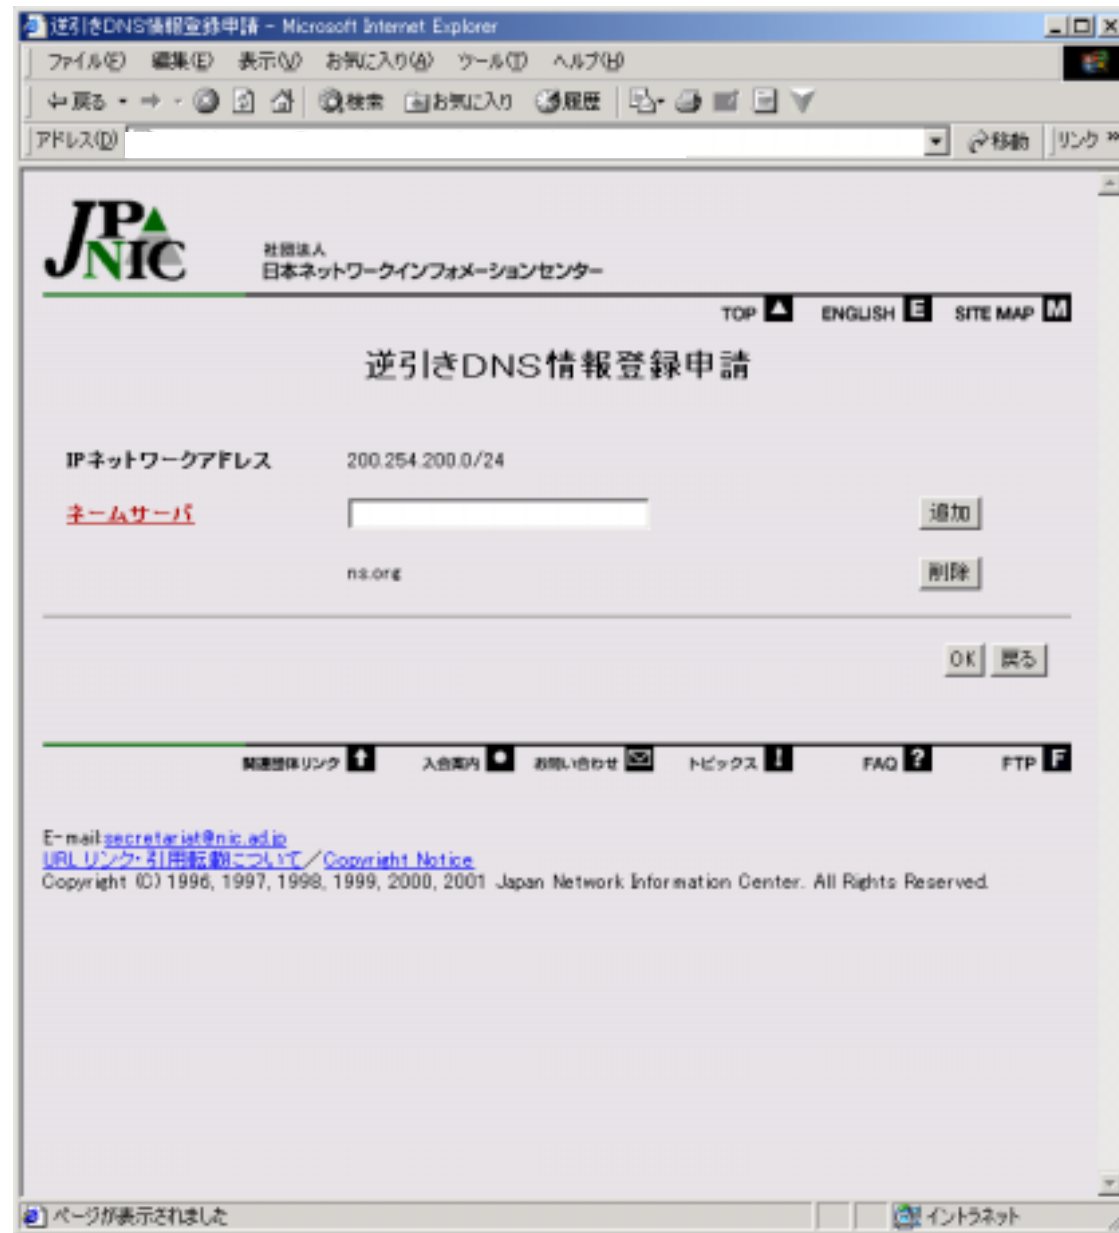 逆引きDNS情報登録申請 - Microsoft Internet Explorer
ファイル(F) 編集(E) 表示(V) お気に入り(A) ツール(T) ヘルプ(H)
戻る 検索 お気に入り 履歴
アドレス(D) 移動 リンク »
JPNIC
社団法人
日本ネットワークインフォメーションセンター
TOP ENGLISH E SITE MAP M
逆引きDNS情報登録申請
IPネットワークアドレス 200.254.200.0/24
ネームサーバ 追加
ns.org 削除
OK 戻る
関連団体リンク 入会案内 お問い合わせ トピックス ! FAQ ? FTP F
E-mail:secretariat@nic.ad.jp
URL リンク・引用転載について／Copyright Notice
Copyright (C) 1996, 1997, 1998, 1999, 2000, 2001 Japan Network Information Center. All Rights Reserved.
ページが表示されました イントラネット